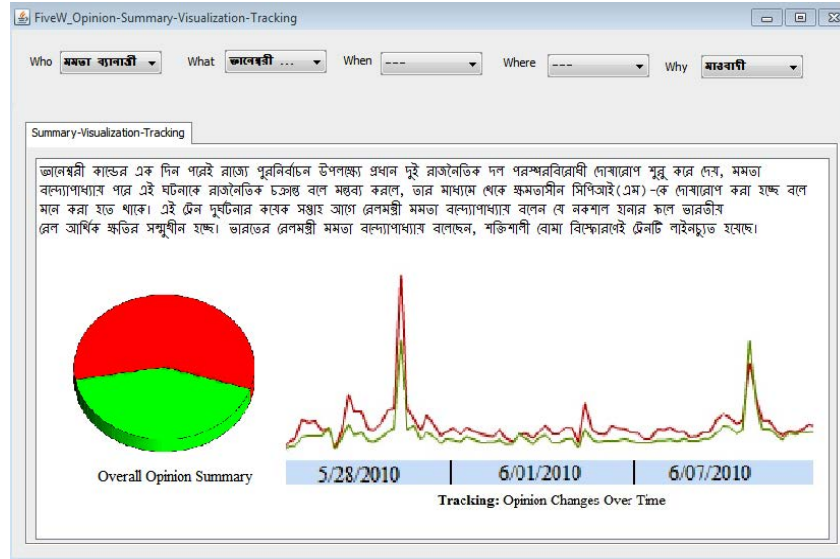 FiveW_Opinion-Summary-Visualization-Tracking
Who মমতা ব্যানার্জী What জ্ঞানেশ্বরী ... When --- Where --- Why মাওবাদী
Summary-Visualization-Tracking
জ্ঞানেশ্বরী কান্ডের এক দিন পরেই রাজ্যে পুরনির্বাচন উপলক্ষ্যে প্রধান দুই রাজনৈতিক দল পরস্পরবিরোধী দোষারোপ শুরু করে দেয়, মমতা
বন্দ্যোপাধ্যায় পরে এই ঘটনাকে রাজনৈতিক চক্রান্ত বলে মন্তব্য করলে, তার মাধ্যমে থেকে ক্ষমতাসীন সিপিআই(এম)-কে দোষারোপ করা হচ্ছে বলে
মনে করা হতে থাকে। এই ট্রেন দুর্ঘটনার কয়েক সপ্তাহ আগে রেলমন্ত্রী মমতা বন্দ্যোপাধ্যায় বলেন যে নকশাল হানার ফলে ভারতীয়
রেল আর্থিক ক্ষতির সম্মুখীন হচ্ছে। ভারতের রেলমন্ত্রী মমতা বন্দ্যোপাধ্যায় বলেছেন, শক্তিশালী বোমা বিস্ফোরণেই ট্রেনটি লাইনচ্যুত হয়েছে।
Overall Opinion Summary
5/28/2010 6/01/2010 6/07/2010
Tracking: Opinion Changes Over Time